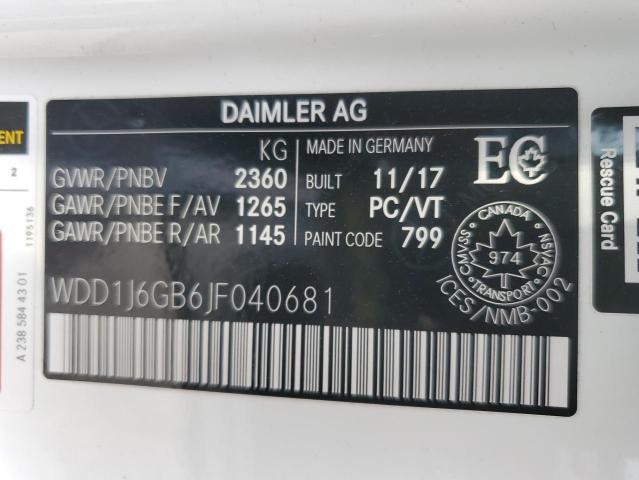 DAIMLER AG
KG
GVWR/PNBV 2360
GAWR/PNBE F/AV 1265
GAWR/PNBE R/AR 1145
MADE IN GERMANY
BUILT 11/17
TYPE PC/VT
PAINT CODE 799
EC
CANADA
CMVSS
974
NSVAC
ICES/NMB-002
WDD1J6GB6JF040681
ENT
2
1195136
A 238 584 43 01
Rescue Card